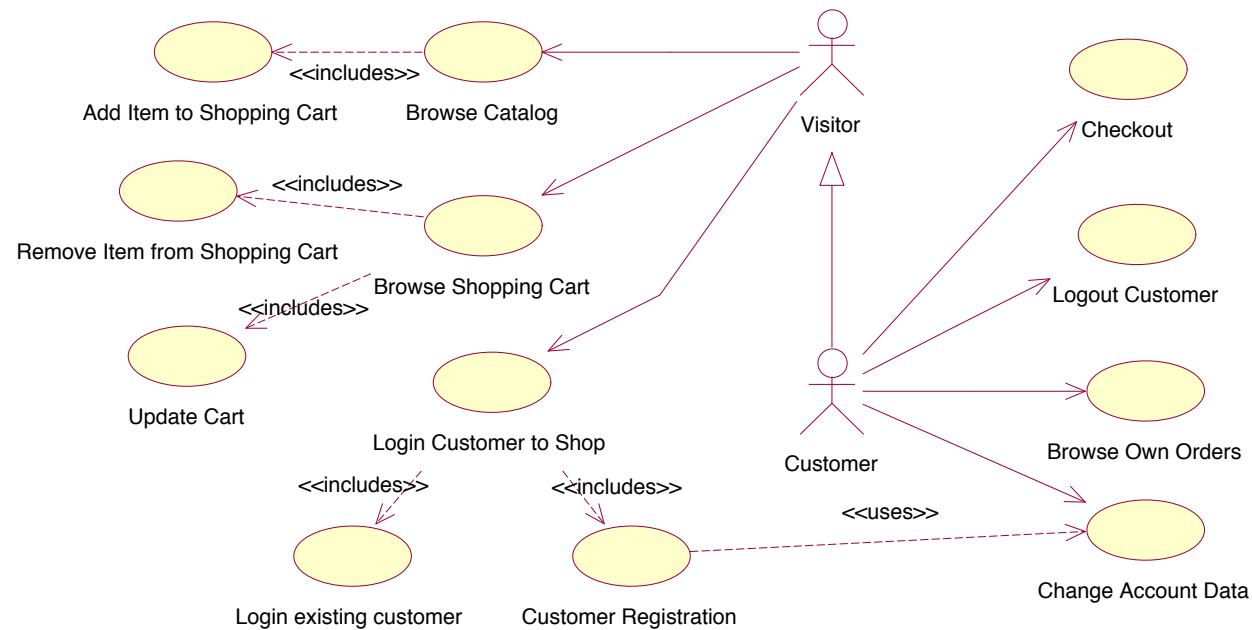 <<includes>>
Add Item to Shopping Cart
Browse Catalog
Visitor
Checkout
<<includes>>
Remove Item from Shopping Cart
Browse Shopping Cart
Logout Customer
<<includes>>
Update Cart
Login Customer to Shop
Customer
Browse Own Orders
<<includes>>
<<includes>>
<<uses>>
Change Account Data
Login existing customer
Customer Registration